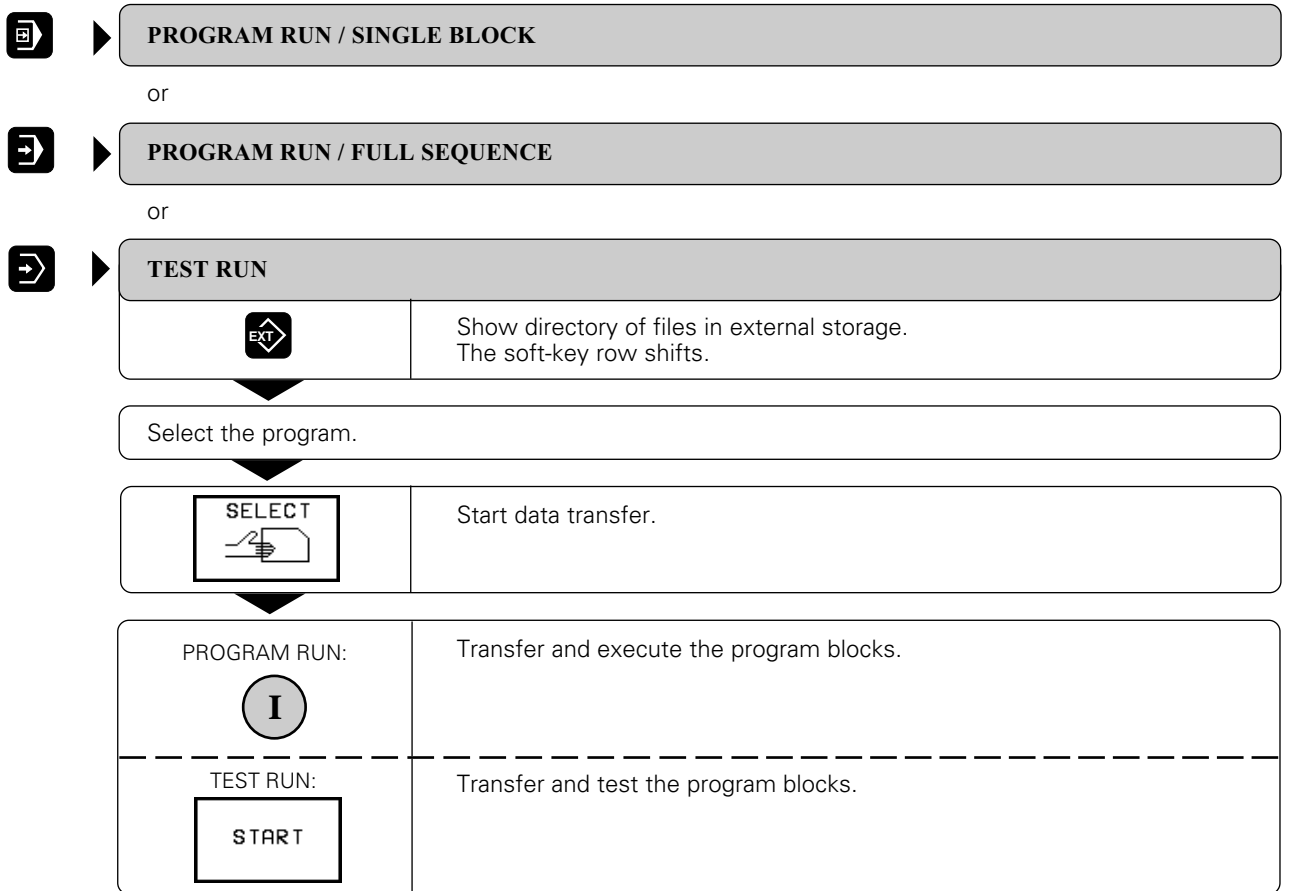 PROGRAM RUN / SINGLE BLOCK
or
PROGRAM RUN / FULL SEQUENCE
or
TEST RUN
EXT
Show directory of files in external storage.
The soft-key row shifts.
Select the program.
SELECT
Start data transfer.
PROGRAM RUN:
I
Transfer and execute the program blocks.
TEST RUN:
START
Transfer and test the program blocks.